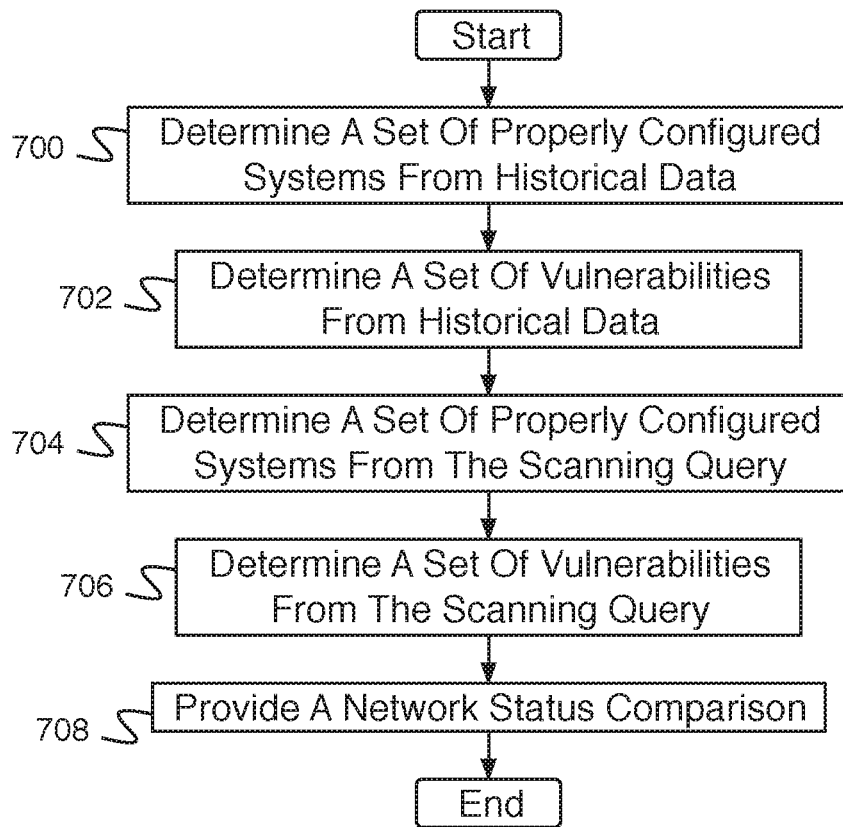 Start
700
Determine A Set Of Properly Configured
Systems From Historical Data
702
Determine A Set Of Vulnerabilities
From Historical Data
704
Determine A Set Of Properly Configured
Systems From The Scanning Query
706
Determine A Set Of Vulnerabilities
From The Scanning Query
708
Provide A Network Status Comparison
End